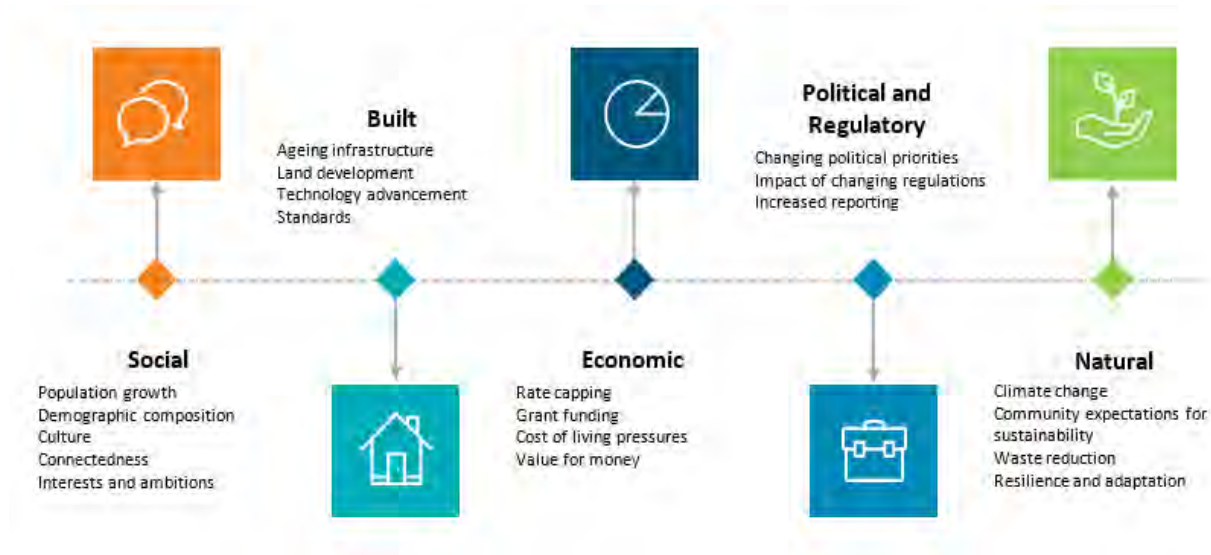 Social
Population growth
Demographic composition
Culture
Connectedness
Interests and ambitions
Built
Ageing infrastructure
Land development
Technology advancement
Standards
Economic
Rate capping
Grant funding
Cost of living pressures
Value for money
Political and
Regulatory
Changing political priorities
Impact of changing regulations
Increased reporting
Natural
Climate change
Community expectations for
sustainability
Waste reduction
Resilience and adaptation